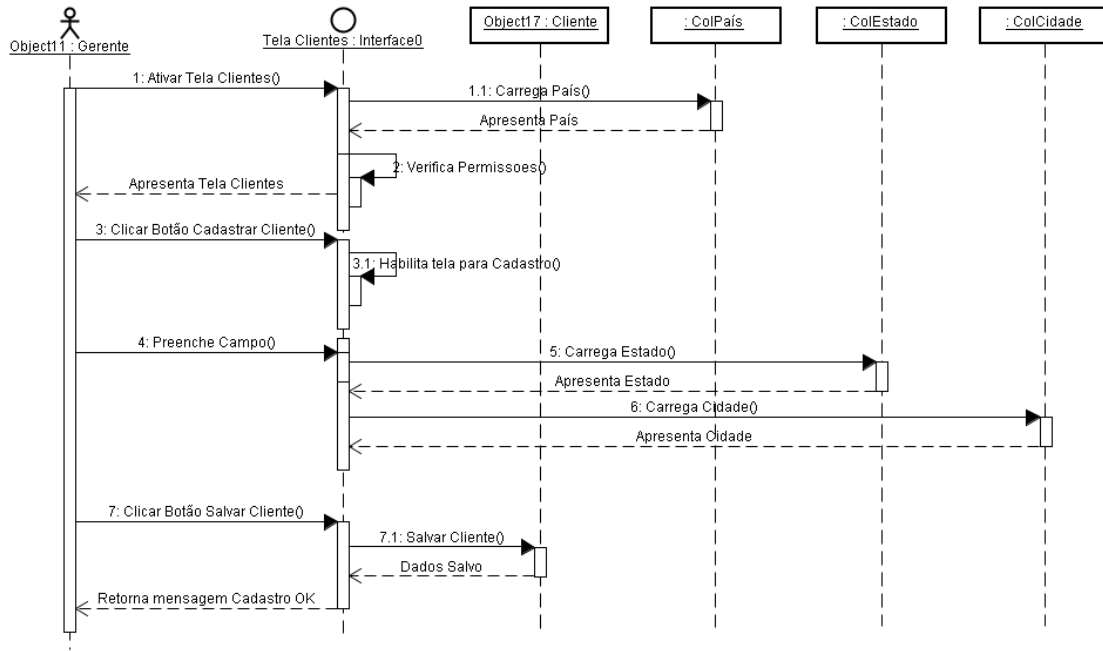 Object11 : Gerente
Tela Clientes : Interface0
Object17 : Cliente
: ColPaís
: ColEstado
: ColCidade
1: Ativar Tela Clientes()
1.1: Carrega País()
Apresenta País
2: Verifica Permissoes()
Apresenta Tela Clientes
3: Clicar Botão Cadastrar Cliente()
3.1: Habilita tela para Cadastro()
4: Preenche Campo()
5: Carrega Estado()
Apresenta Estado
6: Carrega Cidade()
Apresenta Cidade
7: Clicar Botão Salvar Cliente()
7.1: Salvar Cliente()
Dados Salvo
Retorna mensagem Cadastro OK